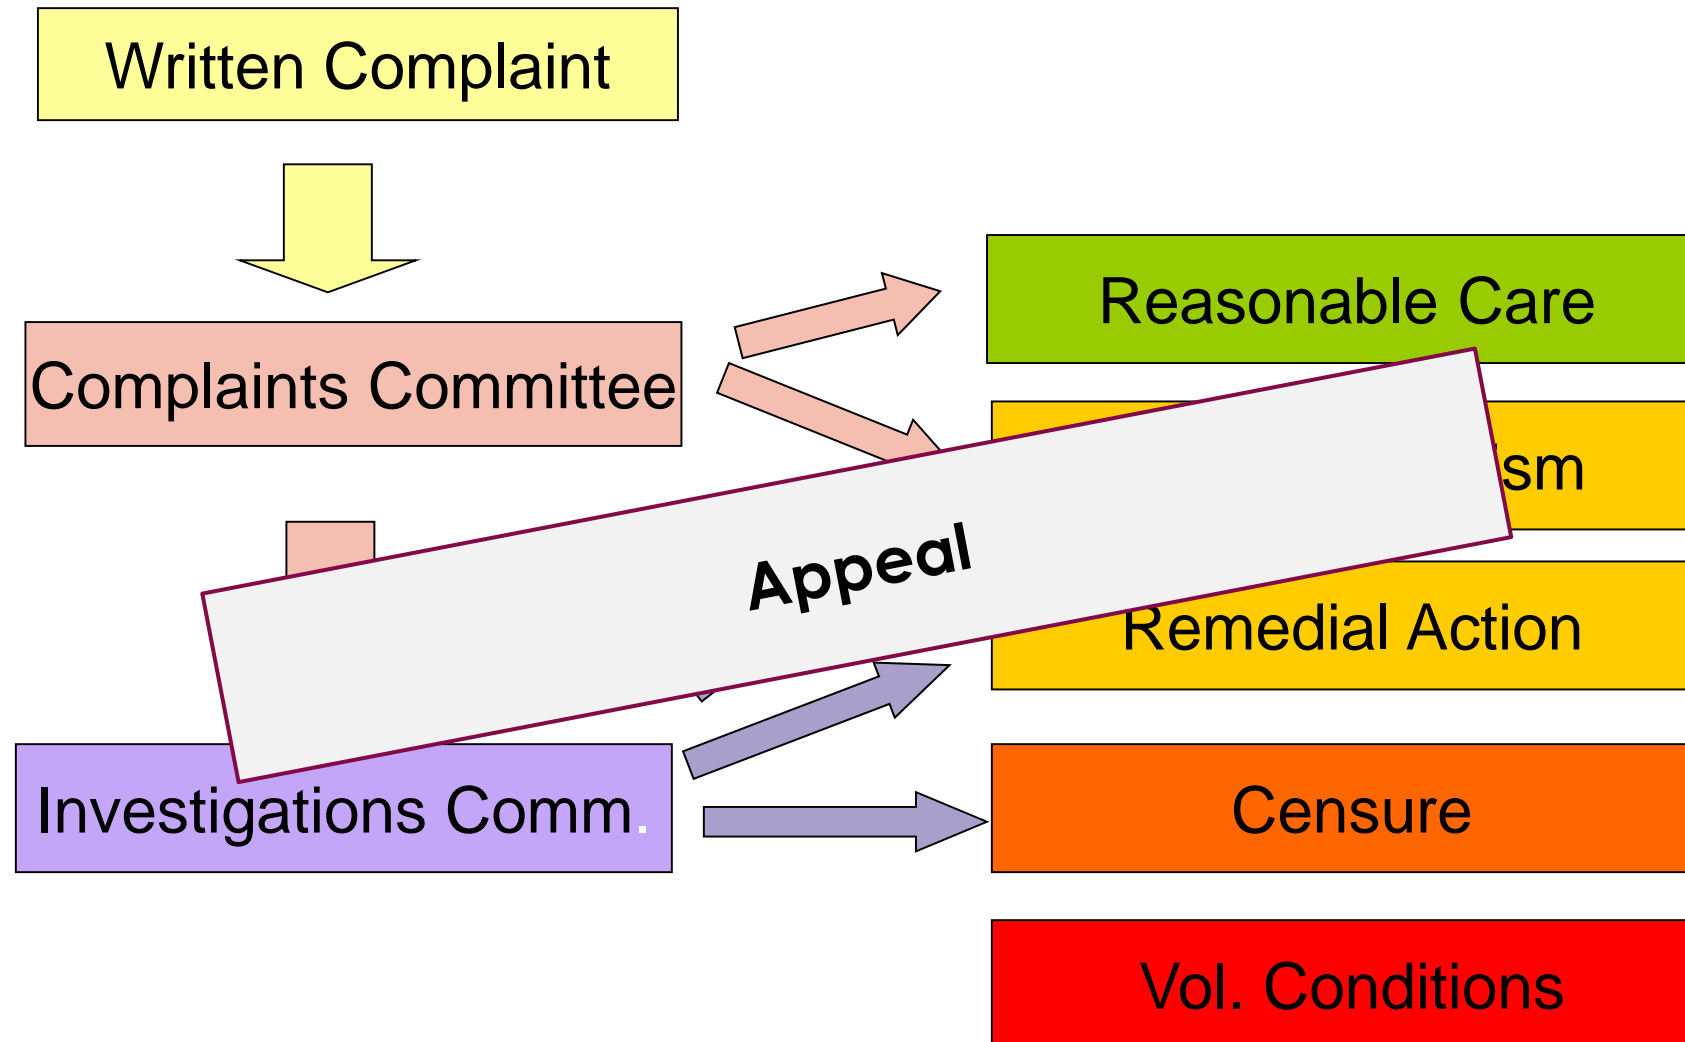 Written Complaint
Complaints Committee
Reasonable Care
ism
Appeal
Remedial Action
Investigations Comm.
Censure
Vol. Conditions